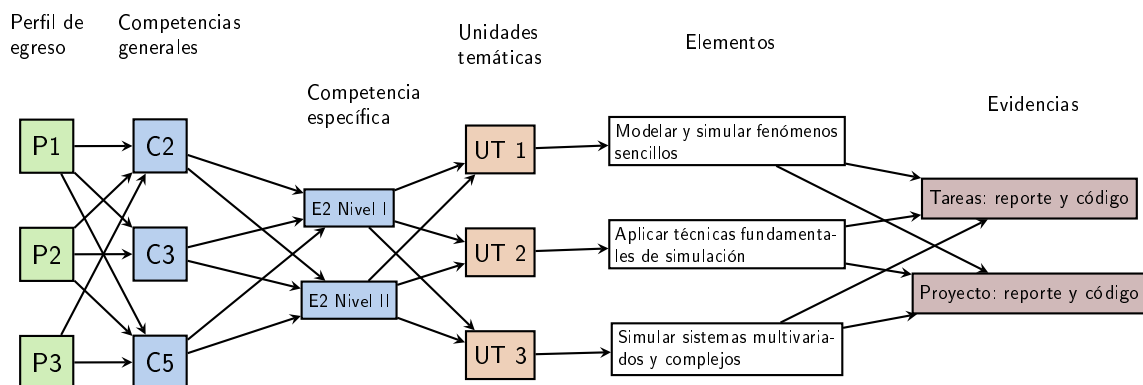 Perfil de
egreso
Competencias
generales
Competencia
específica
Unidades
temáticas
Elementos
Evidencias
P1
P2
P3
C2
C3
C5
E2 Nivel I
E2 Nivel II
UT 1
UT 2
UT 3
Modelar y simular fenómenos
sencillos
Aplicar técnicas fundamenta-
les de simulación
Simular sistemas multivaria-
dos y complejos
Tareas: reporte y código
Proyecto: reporte y código